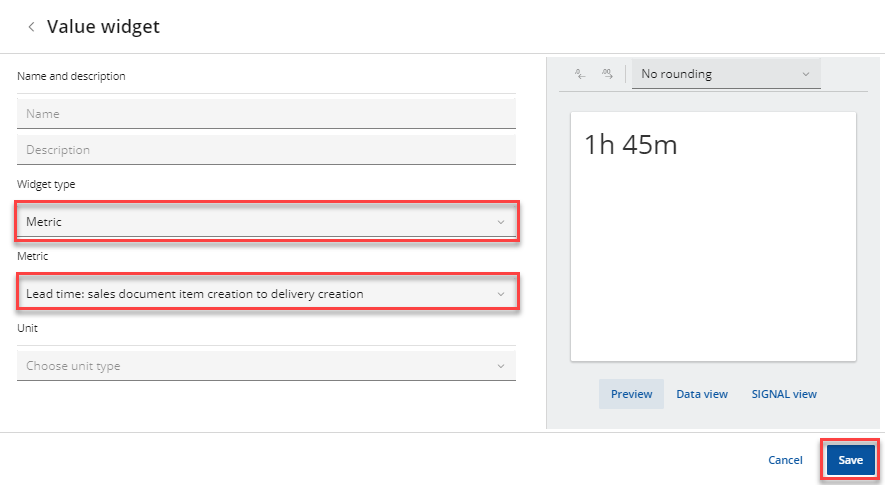 Value widget
Name and description
Name
Description
Widget type
Metric
Metric
Lead time: sales document item creation to delivery creation
Unit
Choose unit type
No rounding
1h 45m
Preview Data view SIGNAL view
Cancel Save